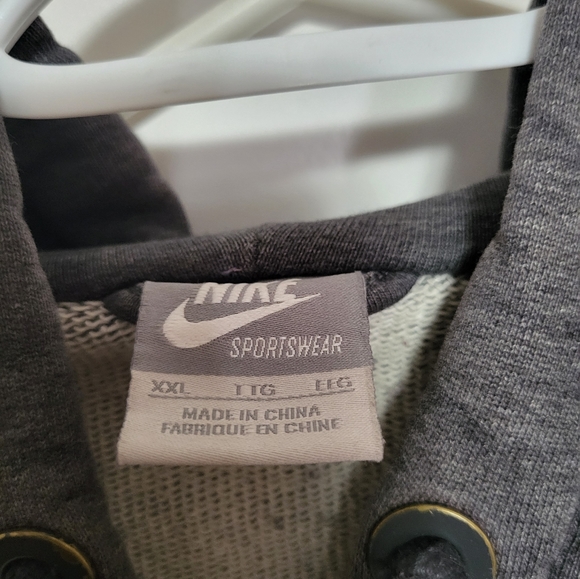 NIKE
SPORTSWEAR
XXL TTG EEG
MADE IN CHINA
FABRIQUE EN CHINE